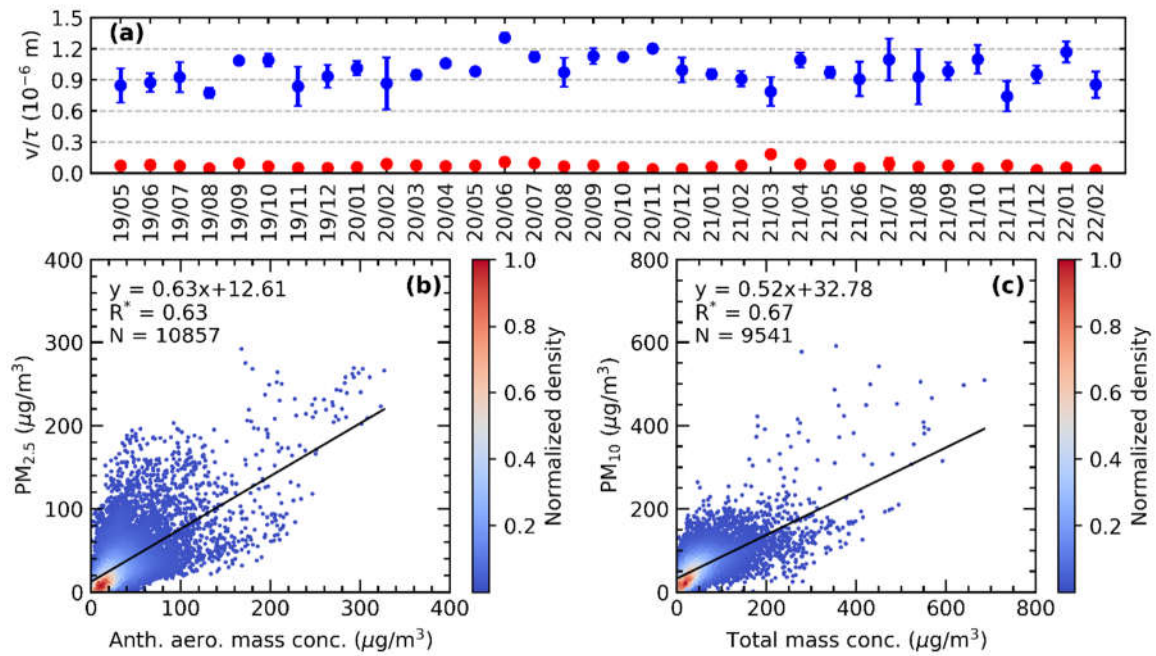 (a)
v/τ (10⁻⁶ m)
1.5
1.2
0.9
0.6
0.3
0.0
19/05 19/06 19/07 19/08 19/09 19/10 19/11 19/12 20/01 20/02 20/03 20/04 20/05 20/06 20/07 20/08 20/09 20/10 20/11 20/12 21/01 21/02 21/03 21/04 21/05 21/06 21/07 21/08 21/09 21/10 21/11 21/12 22/01 22/02
(b)
y = 0.63x+12.61
R* = 0.63
N = 10857
PM2.5 (μg/m³)
400
300
200
100
0
0 100 200 300 400
Anth. aero. mass conc. (μg/m³)
1.0
0.8
0.6
0.4
0.2
Normalized density
(c)
y = 0.52x+32.78
R* = 0.67
N = 9541
PM10 (μg/m³)
800
600
400
200
0
0 200 400 600 800
Total mass conc. (μg/m³)
1.0
0.8
0.6
0.4
0.2
Normalized density